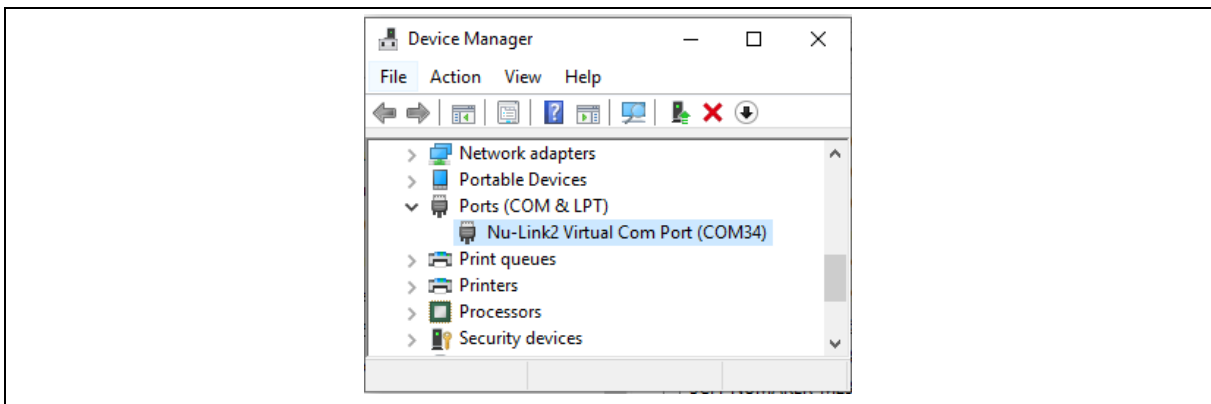 Device Manager
File Action View Help
Network adapters
Portable Devices
Ports (COM & LPT)
Nu-Link2 Virtual Com Port (COM34)
Print queues
Printers
Processors
Security devices